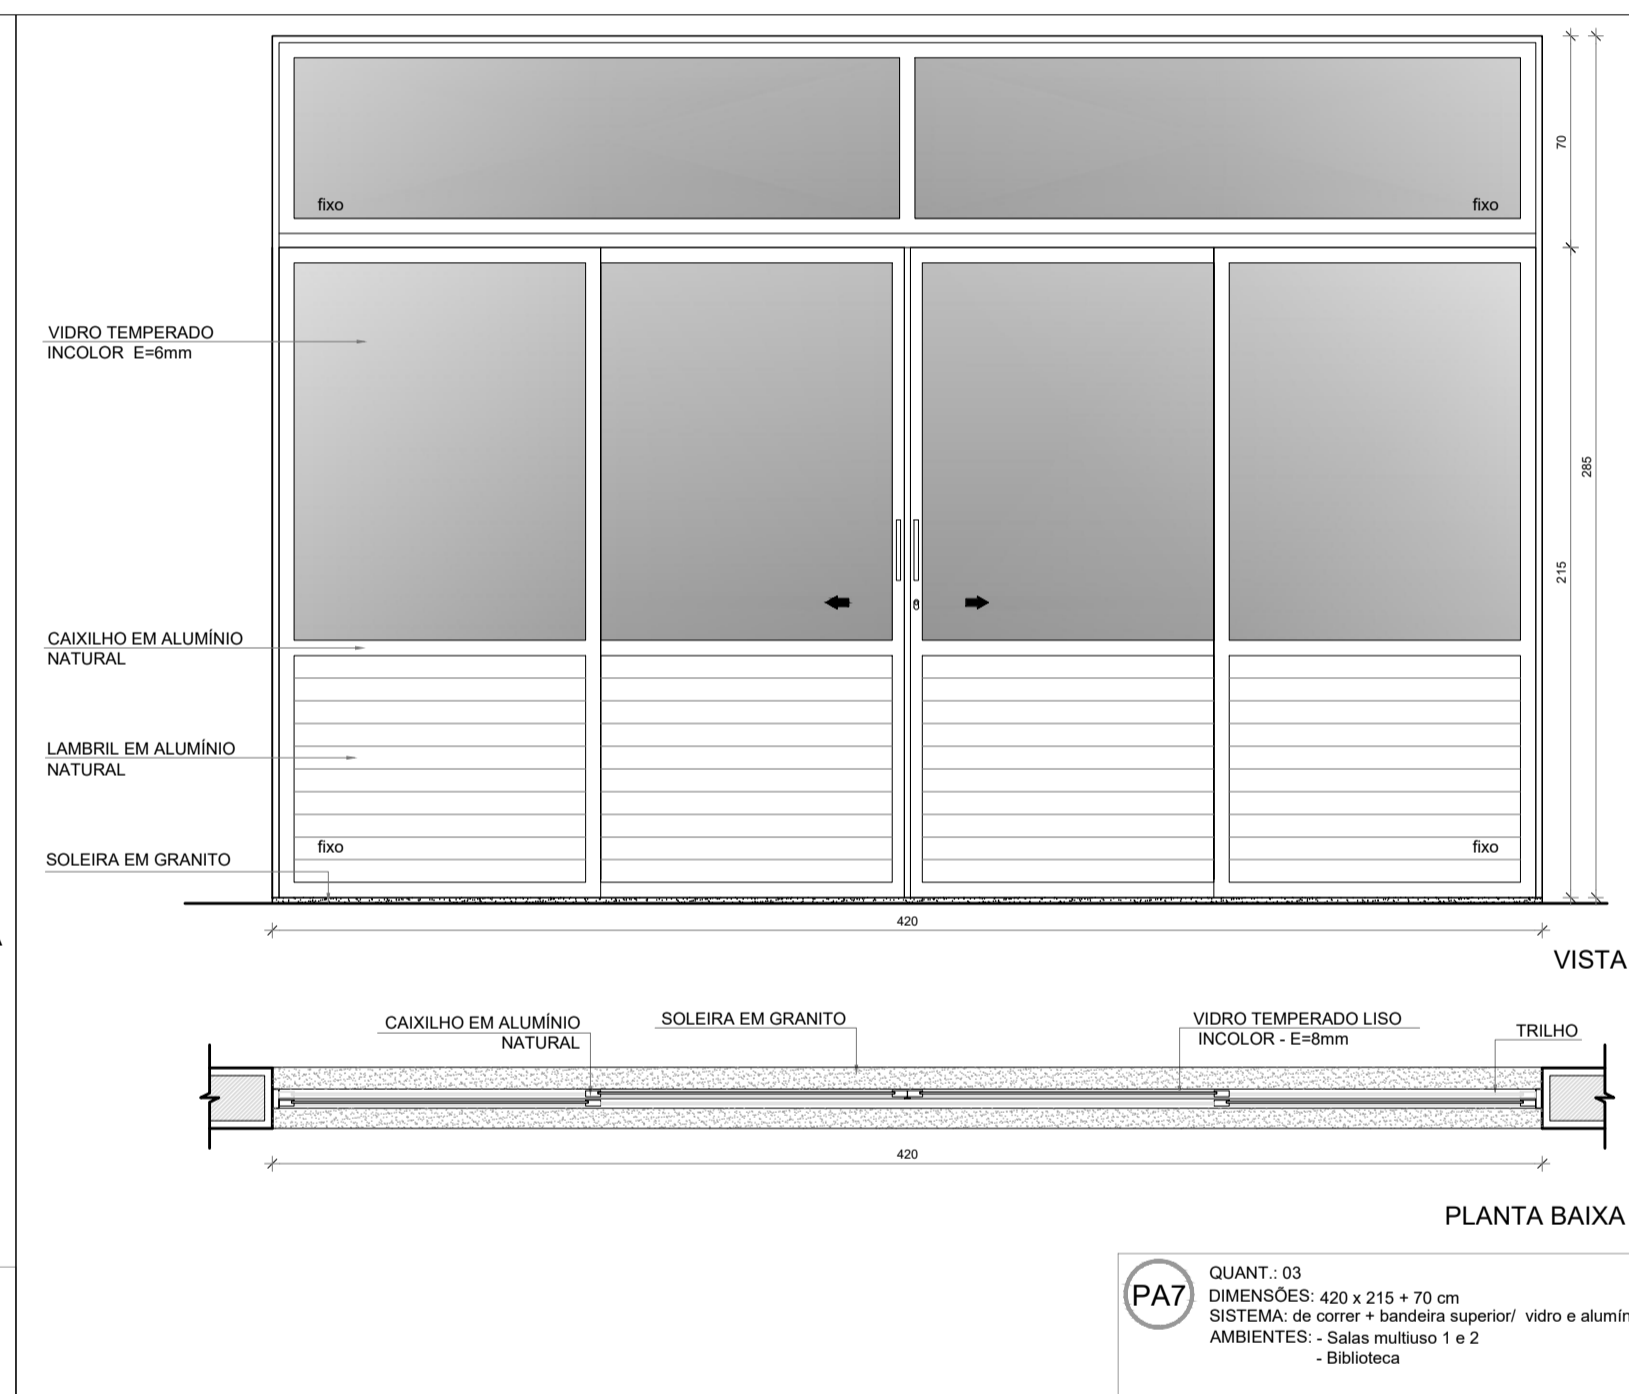 fixo
fixo
70
VIDRO TEMPERADO
INCOLOR E=6mm
285
215
CAIXILHO EM ALUMÍNIO
NATURAL
LAMBRIL EM ALUMÍNIO
NATURAL
fixo
fixo
SOLEIRA EM GRANITO
420
VISTA
CAIXILHO EM ALUMÍNIO
NATURAL
SOLEIRA EM GRANITO
VIDRO TEMPERADO LISO
INCOLOR - E=8mm
TRILHO
420
PLANTA BAIXA
PA7
QUANT.: 03
DIMENSÕES: 420 x 215 + 70 cm
SISTEMA: de correr + bandeira superior/ vidro e alumín
AMBIENTES: - Salas multiuso 1 e 2
- Biblioteca